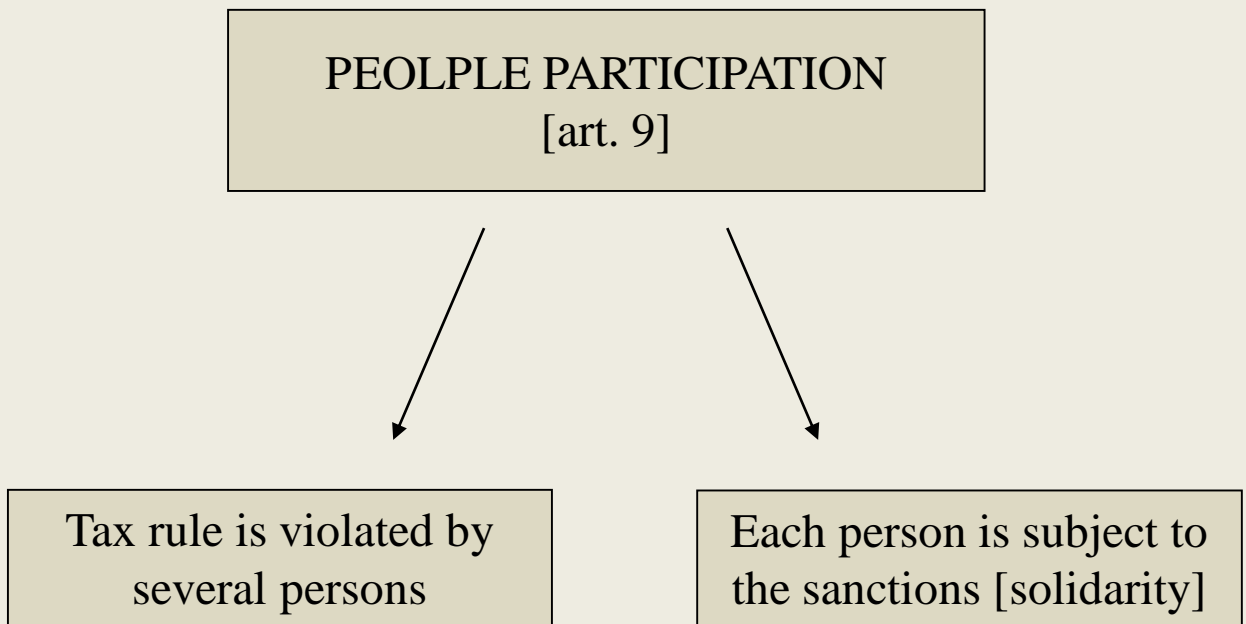 PEOLPLE PARTICIPATION
[art. 9]
Tax rule is violated by
several persons
Each person is subject to
the sanctions [solidarity]